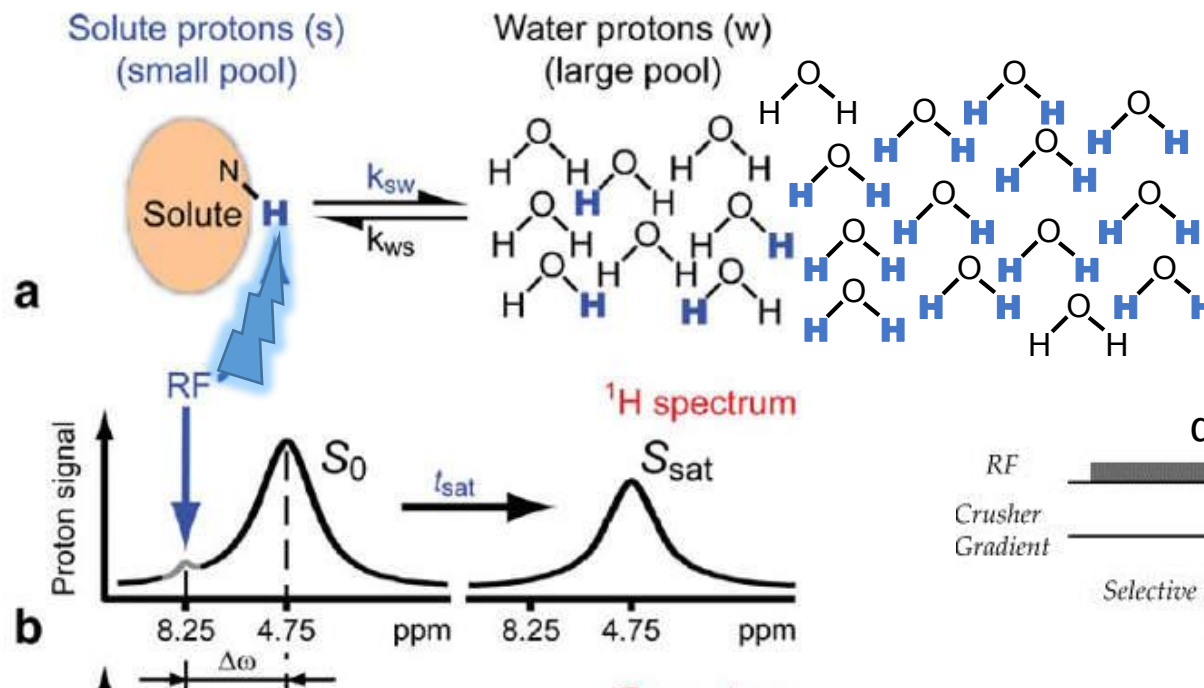 Solute protons (s)
(small pool)
Water protons (w)
(large pool)
N
Solute
H
k_sw
k_ws
O
H H
O
H H
O
H H
O
H H
O
H H
O
H H
O
H H
O
H H
O
H H
O
H H
O
H H
O
H H
O
H H
O
H H
O
H H
O
H H
O
H H
O
H H
O
H H
O
H H
O
H H
O
H H
O
H H
a
RF
¹H spectrum
Proton signal
S₀
t_sat
S_sat
8.25 4.75 ppm
8.25 4.75 ppm
b
Δω
RF
Crusher
Gradient
Selective